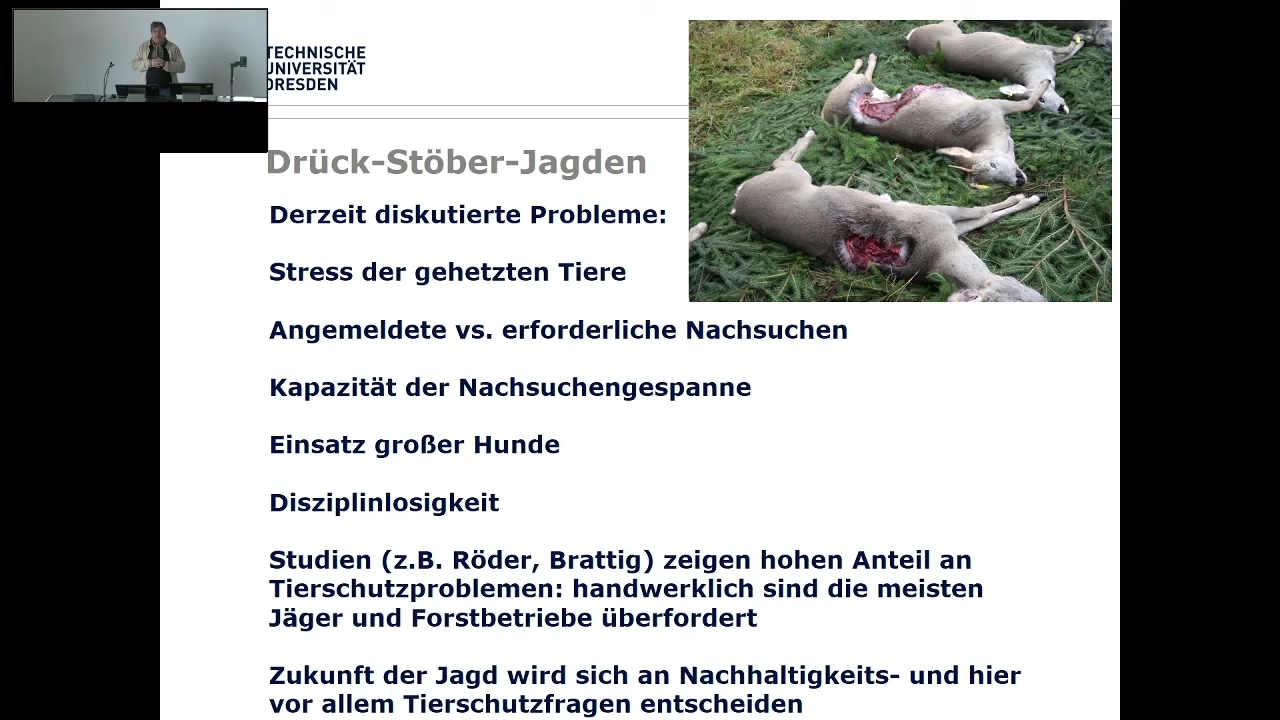 TECHNISCHE
UNIVERSITÄT
DRESDEN
Drück-Stöber-Jagden
Derzeit diskutierte Probleme:
Stress der gehetzten Tiere
Angemeldete vs. erforderliche Nachsuchen
Kapazität der Nachsuchengespanne
Einsatz großer Hunde
Disziplinlosigkeit
Studien (z.B. Röder, Brattig) zeigen hohen Anteil an
Tierschutzproblemen: handwerklich sind die meisten
Jäger und Forstbetriebe überfordert
Zukunft der Jagd wird sich an Nachhaltigkeits- und hier
vor allem Tierschutzfragen entscheiden